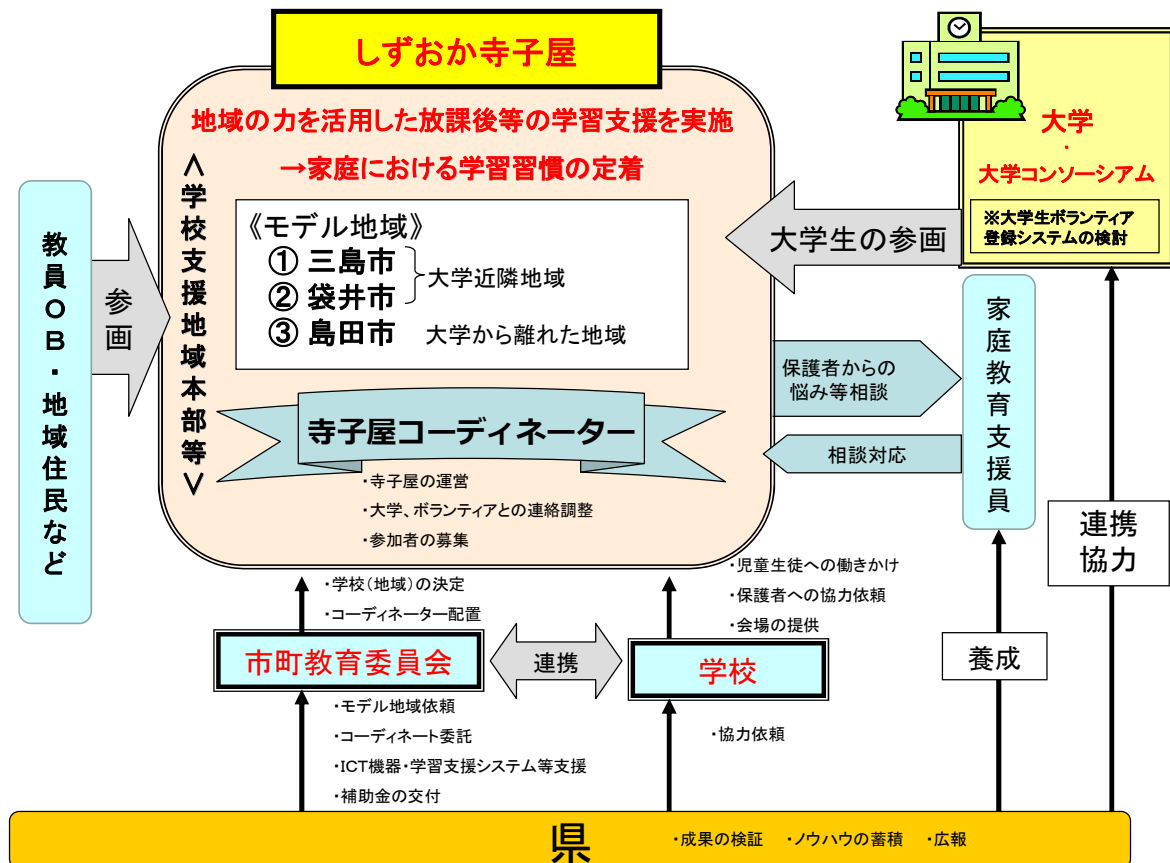 しずおか寺子屋
地域の力を活用した放課後等の学習支援を実施
→家庭における学習習慣の定着
＜学校支援地域本部等＞
《モデル地域》
① 三島市
② 袋井市
大学近隣地域
③ 島田市 大学から離れた地域
寺子屋コーディネーター
・寺子屋の運営
・大学、ボランティアとの連絡調整
・参加者の募集
教員ＯＢ・地域住民など
参画
大学
・
大学コンソーシアム
※大学生ボランティア
登録システムの検討
大学生の参画
保護者からの
悩み等相談
相談対応
家庭教育支援員
連携
協力
養成
・学校(地域)の決定
・コーディネーター配置
・児童生徒への働きかけ
・保護者への協力依頼
・会場の提供
市町教育委員会
連携
学校
・モデル地域依頼
・コーディネート委託
・ICT機器・学習支援システム等支援
・補助金の交付
・協力依頼
県
・成果の検証 ・ノウハウの蓄積 ・広報